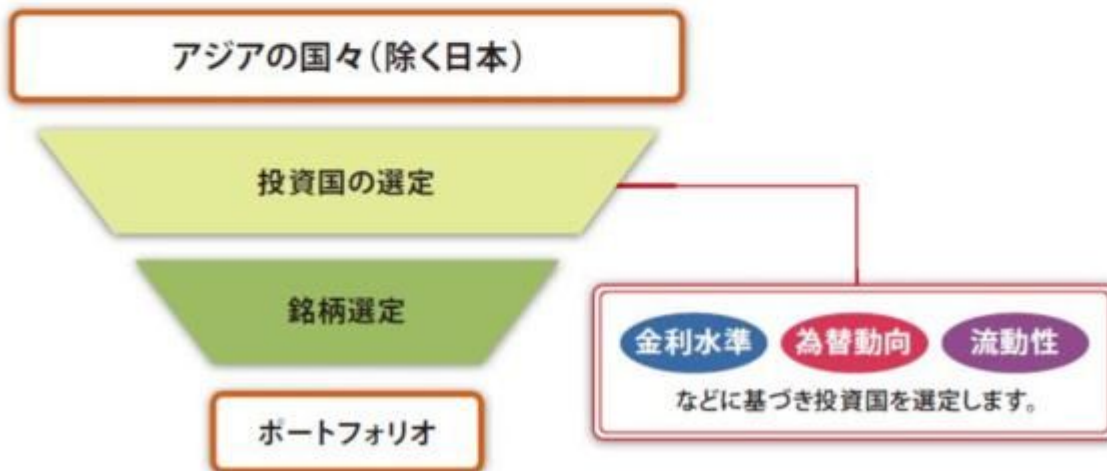 アジアの国々(除く日本)
投資国の選定
銘柄選定
金利水準 為替動向 流動性
などに基づき投資国を選定します。
ポートフォリオ